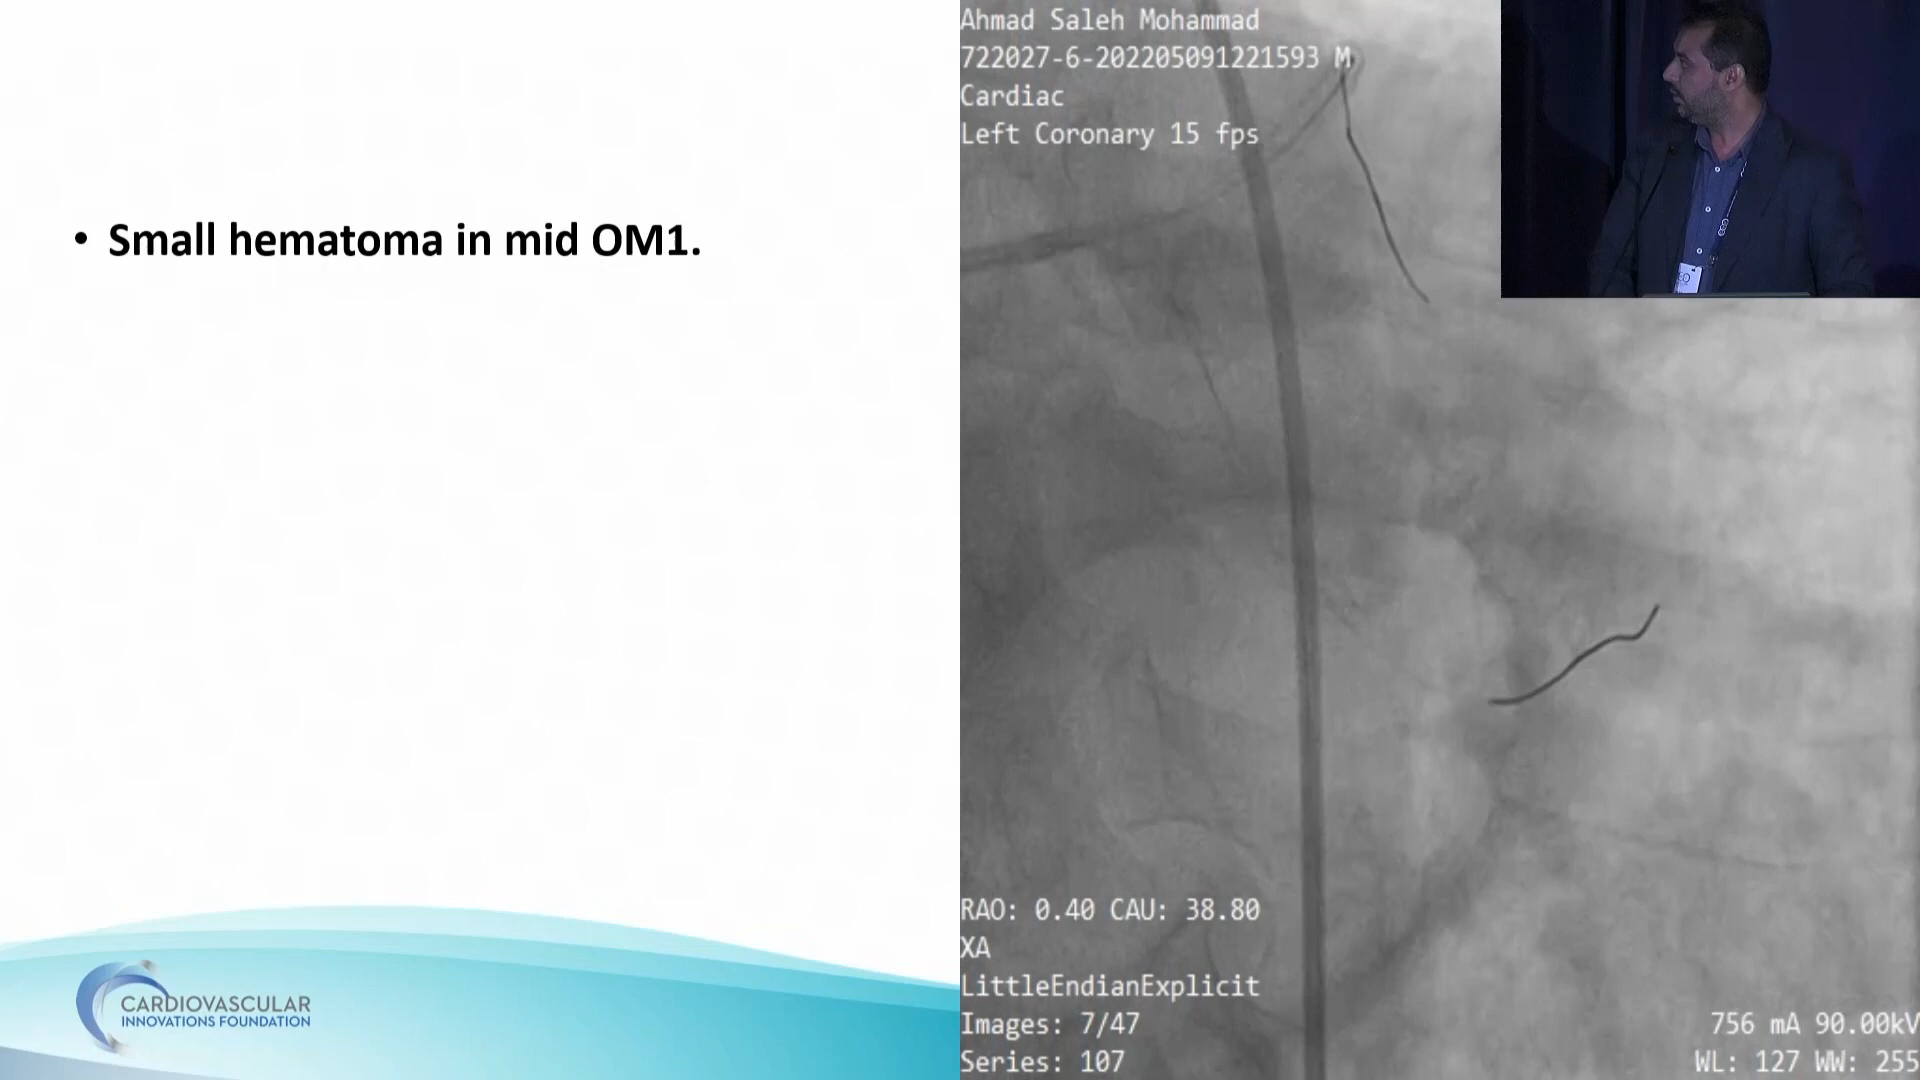 • Small hematoma in mid OM1.
CARDIOVASCULAR
INNOVATIONS FOUNDATION
Ahmad Saleh Mohammad
722027-6-202205091221593 M
Cardiac
Left Coronary 15 fps
RAO: 0.40 CAU: 38.80
XA
LittleEndianExplicit
Images: 7/47
Series: 107
756 mA 90.00kV
WL: 127 WW: 255